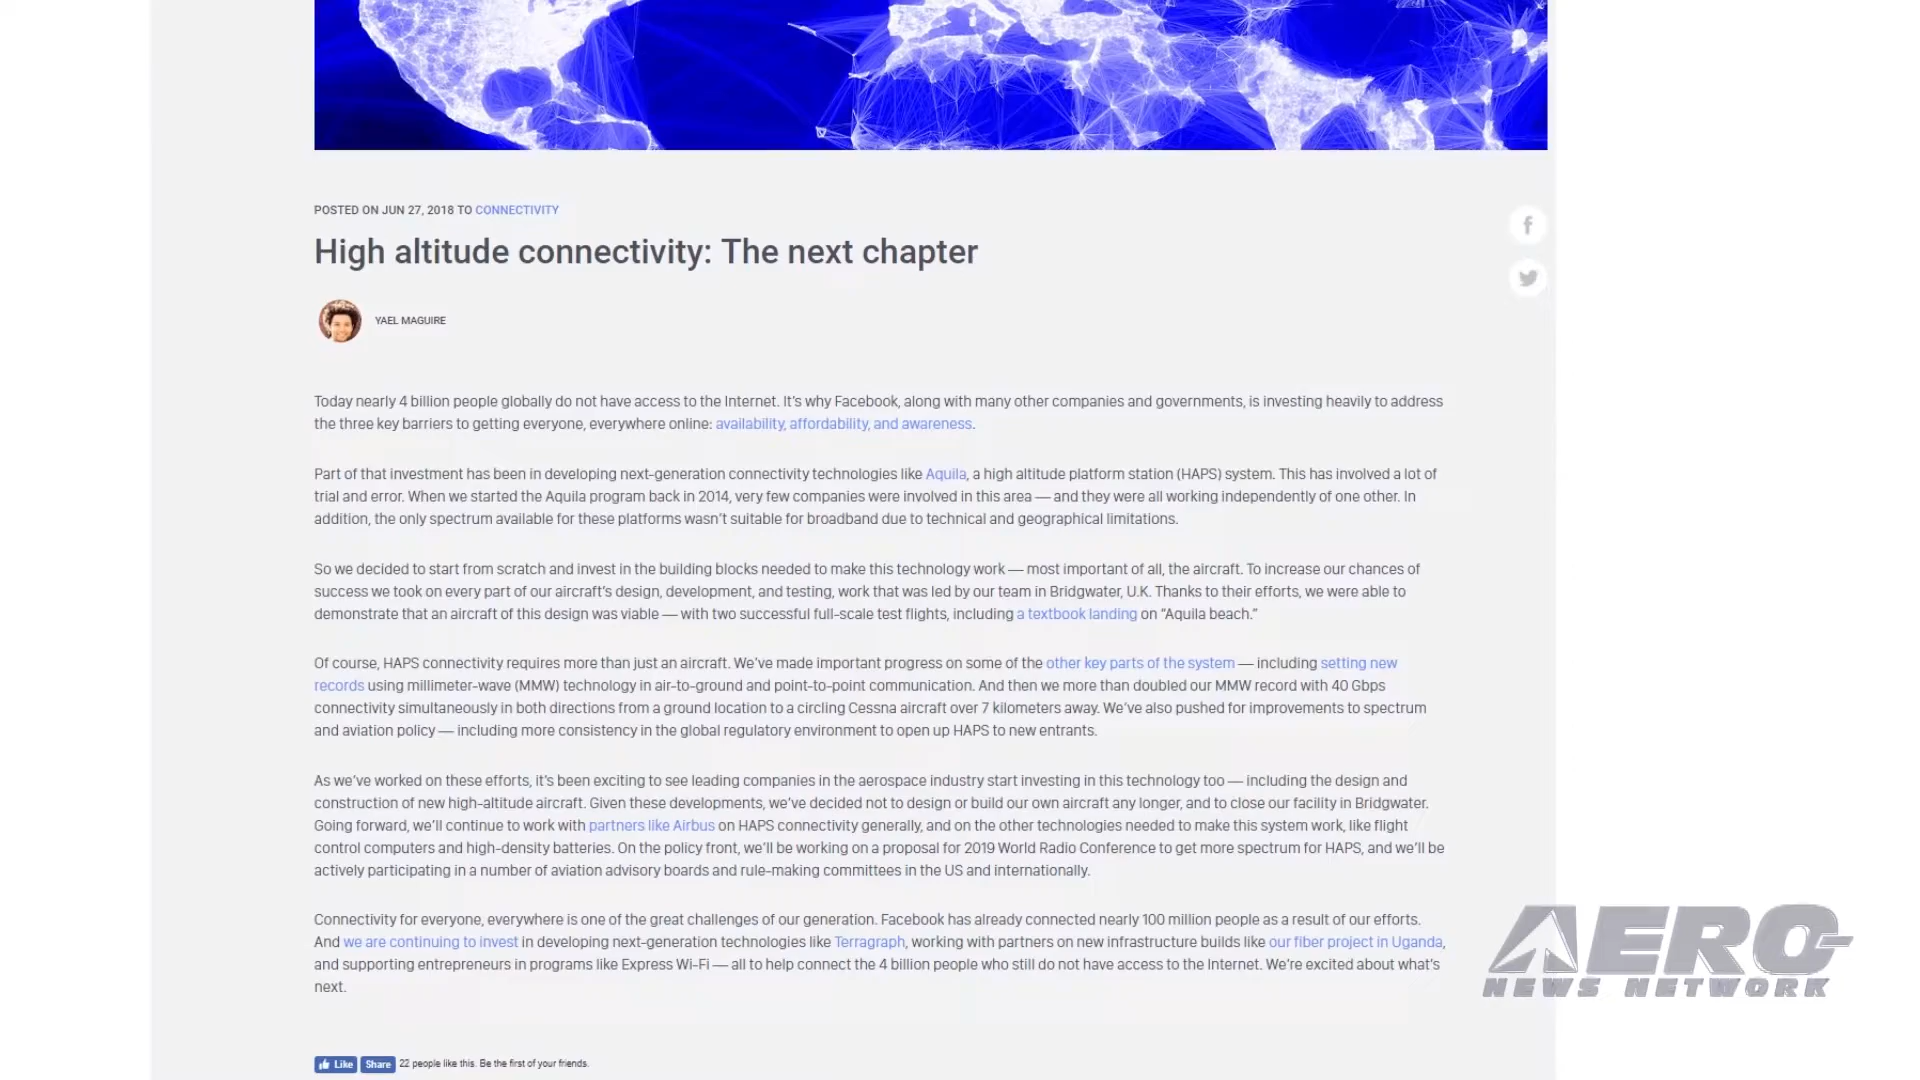 POSTED ON JUN 27, 2018 TO CONNECTIVITY
High altitude connectivity: The next chapter
YAEL MAGUIRE
Today nearly 4 billion people globally do not have access to the Internet. It's why Facebook, along with many other companies and governments, is investing heavily to address
the three key barriers to getting everyone, everywhere online: availability, affordability, and awareness.
Part of that investment has been in developing next-generation connectivity technologies like Aquila, a high altitude platform station (HAPS) system. This has involved a lot of
trial and error. When we started the Aquila program back in 2014, very few companies were involved in this area — and they were all working independently of one other. In
addition, the only spectrum available for these platforms wasn't suitable for broadband due to technical and geographical limitations.
So we decided to start from scratch and invest in the building blocks needed to make this technology work — most important of all, the aircraft. To increase our chances of
success we took on every part of our aircraft's design, development, and testing, work that was led by our team in Bridgwater, U.K. Thanks to their efforts, we were able to
demonstrate that an aircraft of this design was viable — with two successful full-scale test flights, including a textbook landing on "Aquila beach."
Of course, HAPS connectivity requires more than just an aircraft. We've made important progress on some of the other key parts of the system — including setting new
records using millimeter-wave (MMW) technology in air-to-ground and point-to-point communication. And then we more than doubled our MMW record with 40 Gbps
connectivity simultaneously in both directions from a ground location to a circling Cessna aircraft over 7 kilometers away. We've also pushed for improvements to spectrum
and aviation policy — including more consistency in the global regulatory environment to open up HAPS to new entrants.
As we've worked on these efforts, it's been exciting to see leading companies in the aerospace industry start investing in this technology too — including the design and
construction of new high-altitude aircraft. Given these developments, we've decided not to design or build our own aircraft any longer, and to close our facility in Bridgwater.
Going forward, we'll continue to work with partners like Airbus on HAPS connectivity generally, and on the other technologies needed to make this system work, like flight
control computers and high-density batteries. On the policy front, we'll be working on a proposal for 2019 World Radio Conference to get more spectrum for HAPS, and we'll be
actively participating in a number of aviation advisory boards and rule-making committees in the US and internationally.
Connectivity for everyone, everywhere is one of the great challenges of our generation. Facebook has already connected nearly 100 million people as a result of our efforts.
And we are continuing to invest in developing next-generation technologies like Terragraph, working with partners on new infrastructure builds like our fiber project in Uganda,
and supporting entrepreneurs in programs like Express Wi-Fi — all to help connect the 4 billion people who still do not have access to the Internet. We're excited about what's
next.
AERO-
NEWS NETWORK
Like Share 22 people like this. Be the first of your friends.